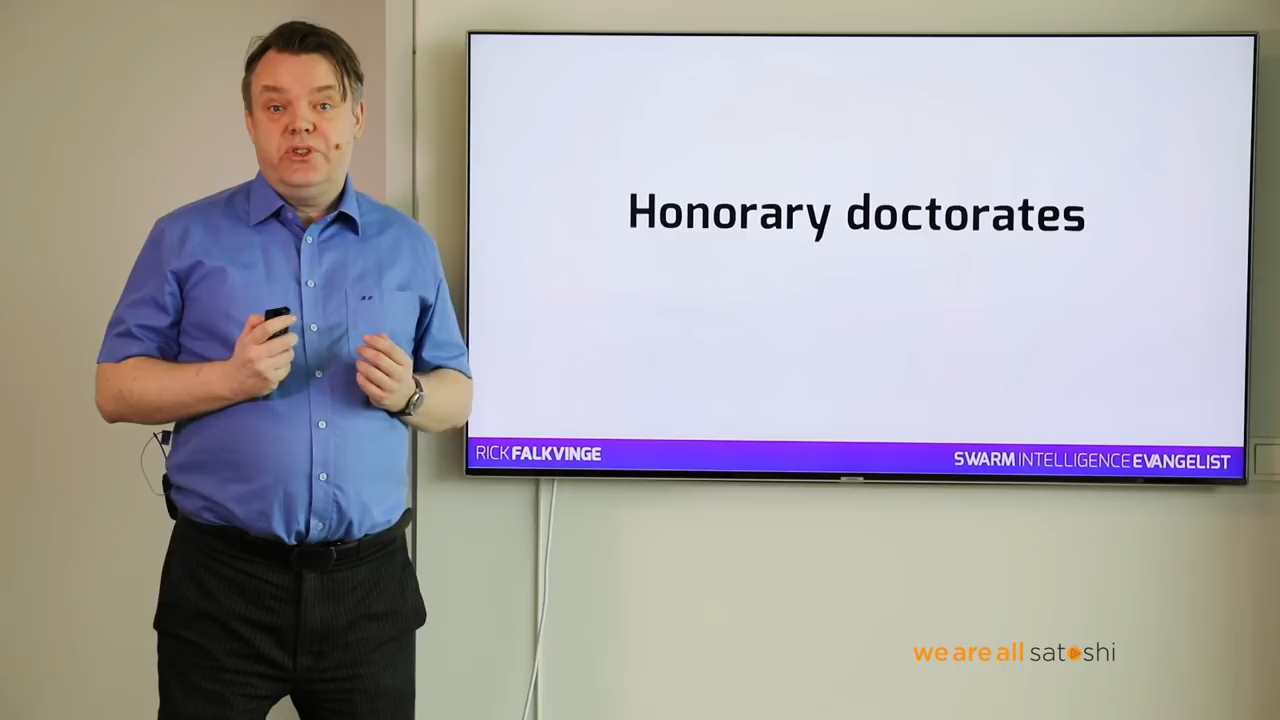 Honorary doctorates
RICK FALKVINGE
SWARM INTELLIGENCE EVANGELIST
we are all satoshi